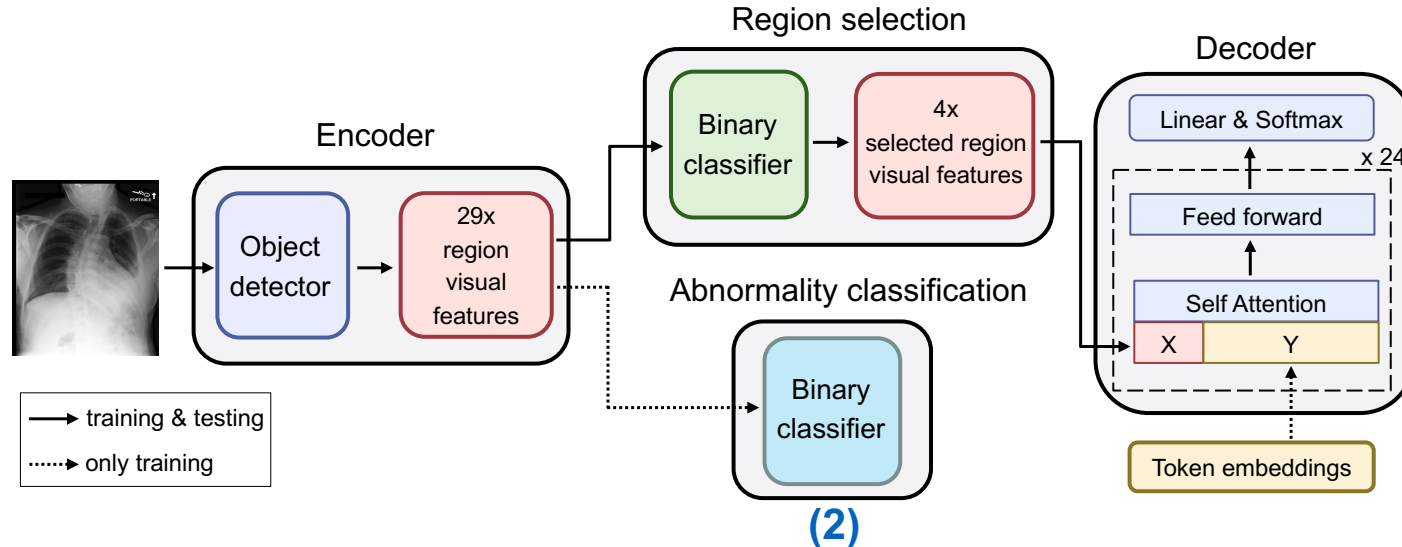 Region selection
Decoder
Encoder
Binary
classifier
4x
selected region
visual features
Linear & Softmax
x 24
Feed forward
Self Attention
X
Y
Token embeddings
PORTABLE
Object
detector
29x
region
visual
features
Abnormality classification
Binary
classifier
(2)
training & testing
only training